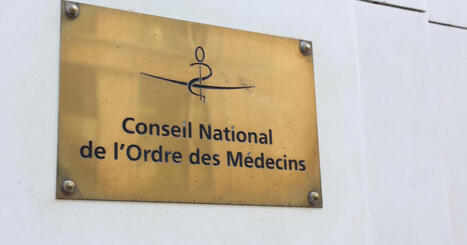 Conseil National
de l'Ordre des Médecins